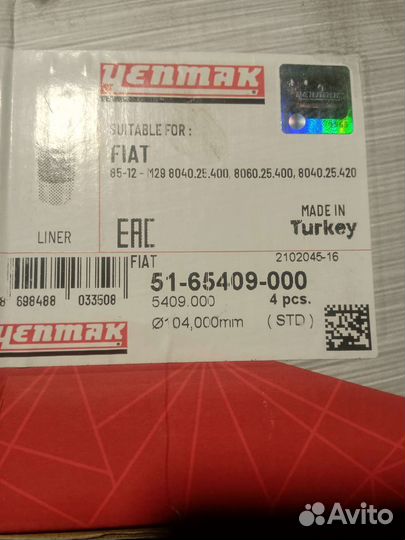 YENMAK
SUITABLE FOR :
FIAT
85-12 - M29 8040.25.400, 8060.25.400, 8040.25.420
LINER
EAC
MADE IN
Turkey
FIAT
2102045-16
51-65409-000
5409.000
4 pcs.
Ø104,000mm
( STD )
8 698488 033508
YENMAK
Avito